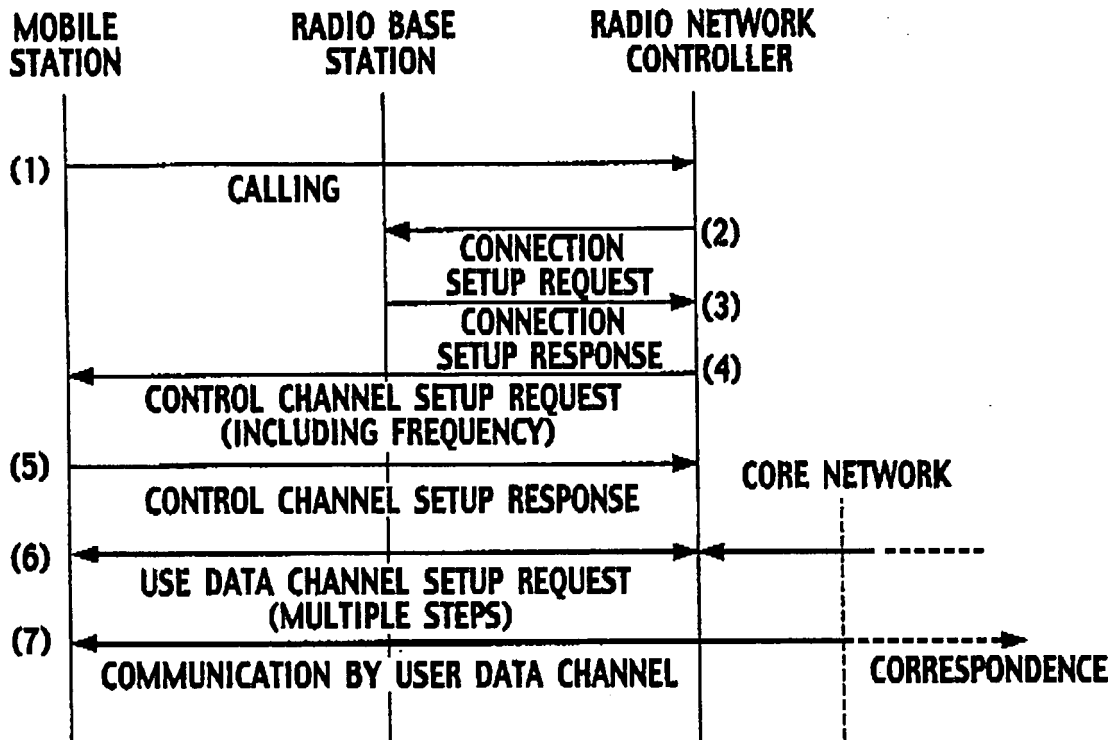 MOBILE
STATION
RADIO BASE
STATION
RADIO NETWORK
CONTROLLER
(1)
CALLING
(2)
CONNECTION
SETUP REQUEST
(3)
CONNECTION
SETUP RESPONSE
(4)
CONTROL CHANNEL SETUP REQUEST
(INCLUDING FREQUENCY)
(5)
CONTROL CHANNEL SETUP RESPONSE
CORE NETWORK
(6)
USE DATA CHANNEL SETUP REQUEST
(MULTIPLE STEPS)
(7)
COMMUNICATION BY USER DATA CHANNEL
CORRESPONDENCE